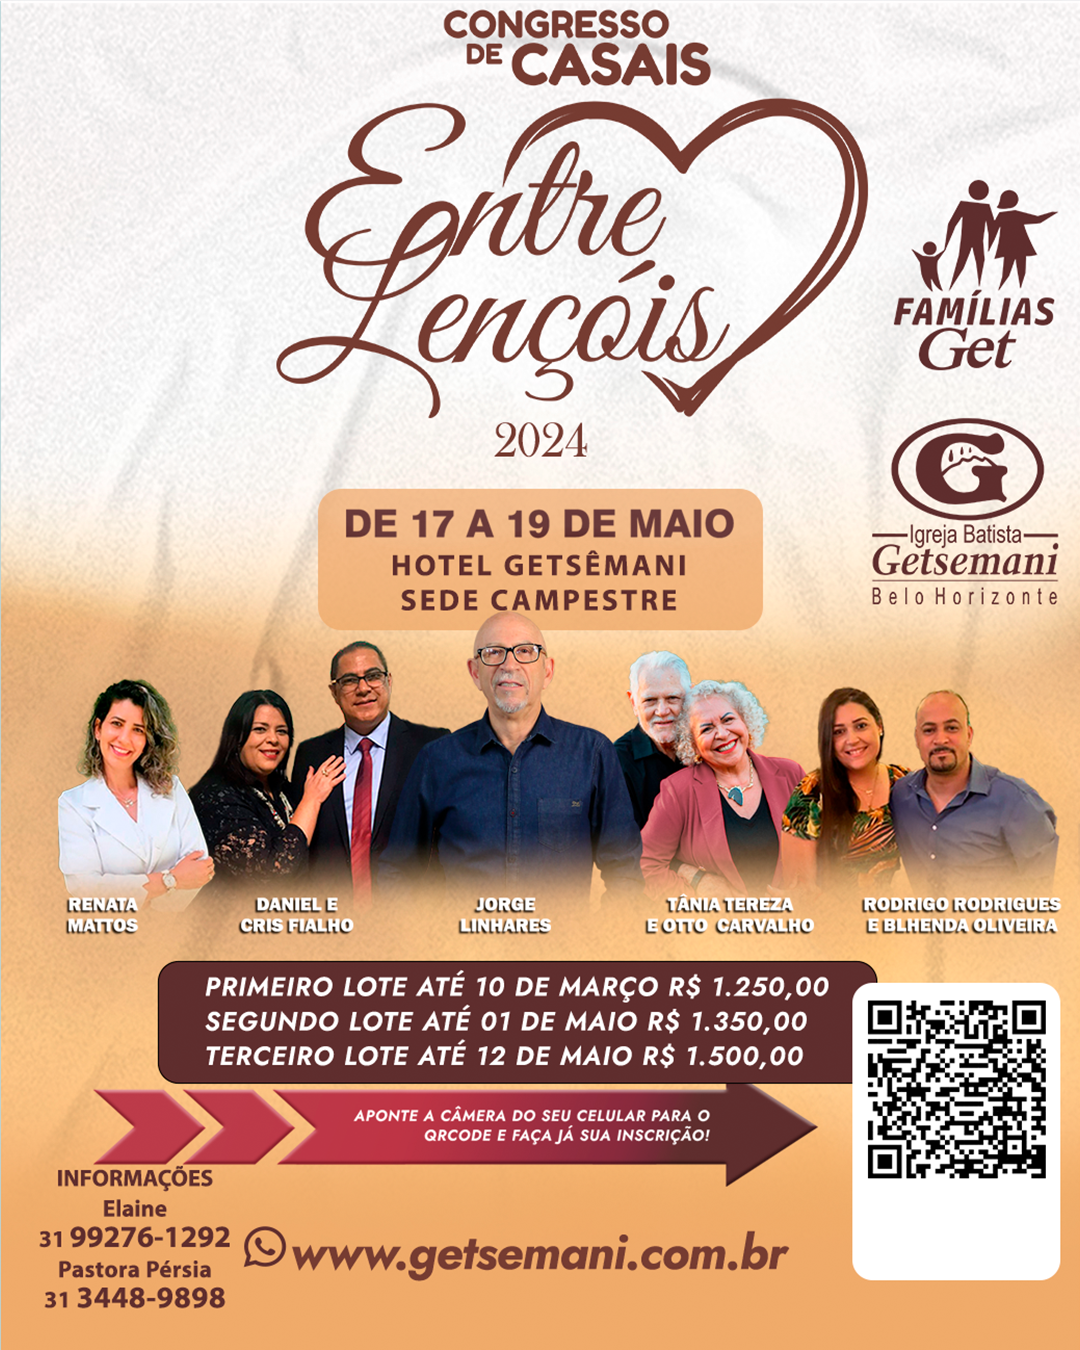 CONGRESSO
DE CASAIS
Entre
Lençóis
2024
FAMÍLIAS
Get
G
Igreja Batista
Getsemani
Belo Horizonte
DE 17 A 19 DE MAIO
HOTEL GETSÊMANI
SEDE CAMPESTRE
RENATA
MATTOS
DANIEL E
CRIS FIALHO
JORGE
LINHARES
TÂNIA TEREZA
E OTTO CARVALHO
RODRIGO RODRIGUES
E BLHENDA OLIVEIRA
PRIMEIRO LOTE ATÉ 10 DE MARÇO R$ 1.250,00
SEGUNDO LOTE ATÉ 01 DE MAIO R$ 1.350,00
TERCEIRO LOTE ATÉ 12 DE MAIO R$ 1.500,00
APONTE A CÂMERA DO SEU CELULAR PARA O
QRCODE E FAÇA JÁ SUA INSCRIÇÃO!
INFORMAÇÕES
Elaine
31 99276-1292
Pastora Pérsia
31 3448-9898
www.getsemani.com.br